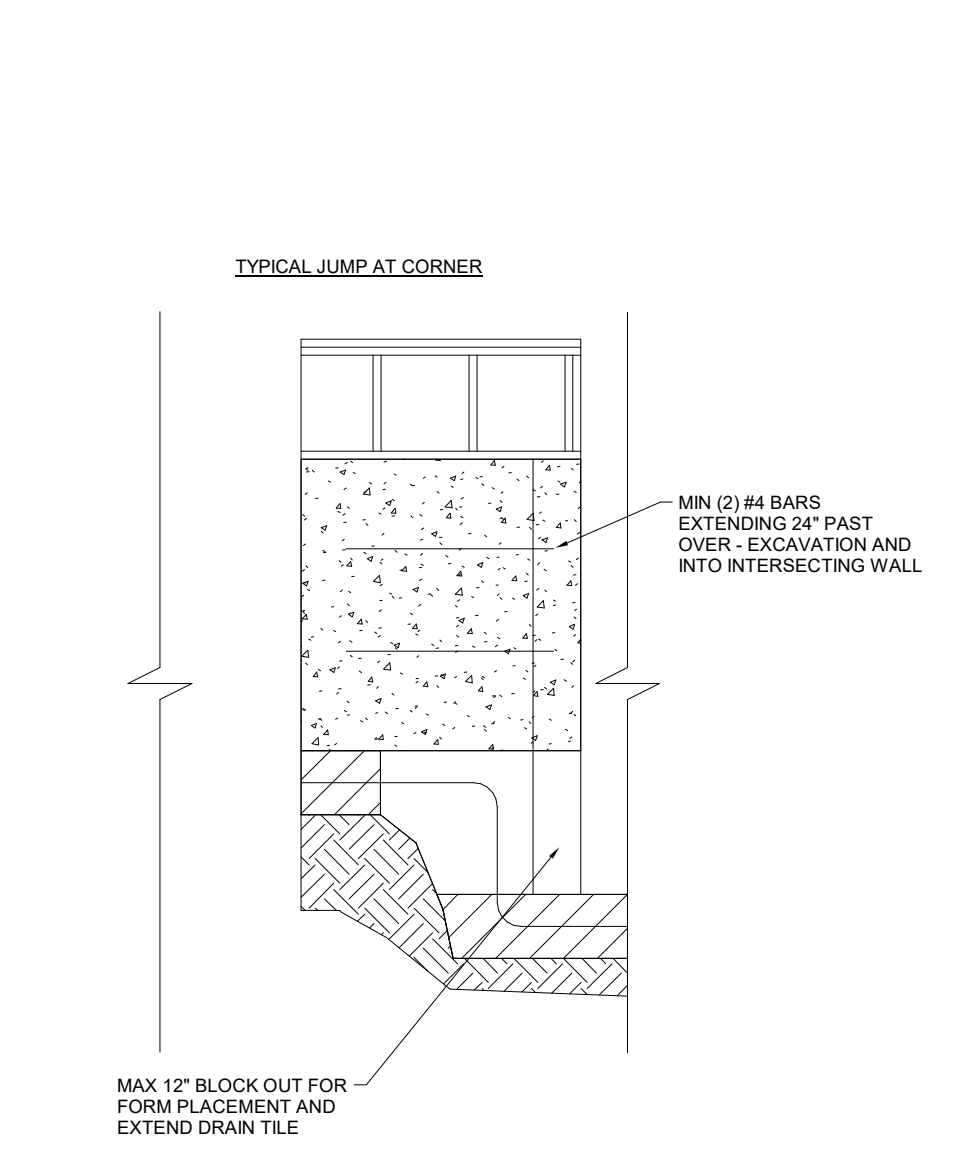 TYPICAL JUMP AT CORNER
MIN (2) #4 BARS
EXTENDING 24" PAST
OVER - EXCAVATION AND
INTO INTERSECTING WALL
MAX 12" BLOCK OUT FOR
FORM PLACEMENT AND
EXTEND DRAIN TILE